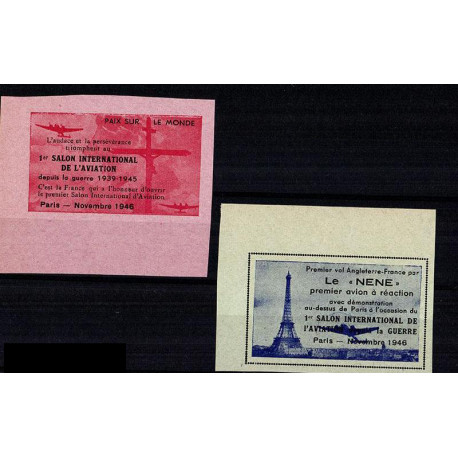 PAIX SUR LE MONDE
L'audace et la persévérance
triomphent au
1er SALON INTERNATIONAL
DE L'AVIATION
depuis la guerre 1939-1945
C'est la France qui a l'honneur d'ouvrir
le premier Salon International d'Aviation.
Paris — Novembre 1946
Premier vol Angleterre-France par
Le « NENE »
premier avion à réaction
avec démonstration
au-dessus de Paris à l'occasion du
1er SALON INTERNATIONAL DE
L'AVIATION la GUERRE
Paris — Novembre 1946